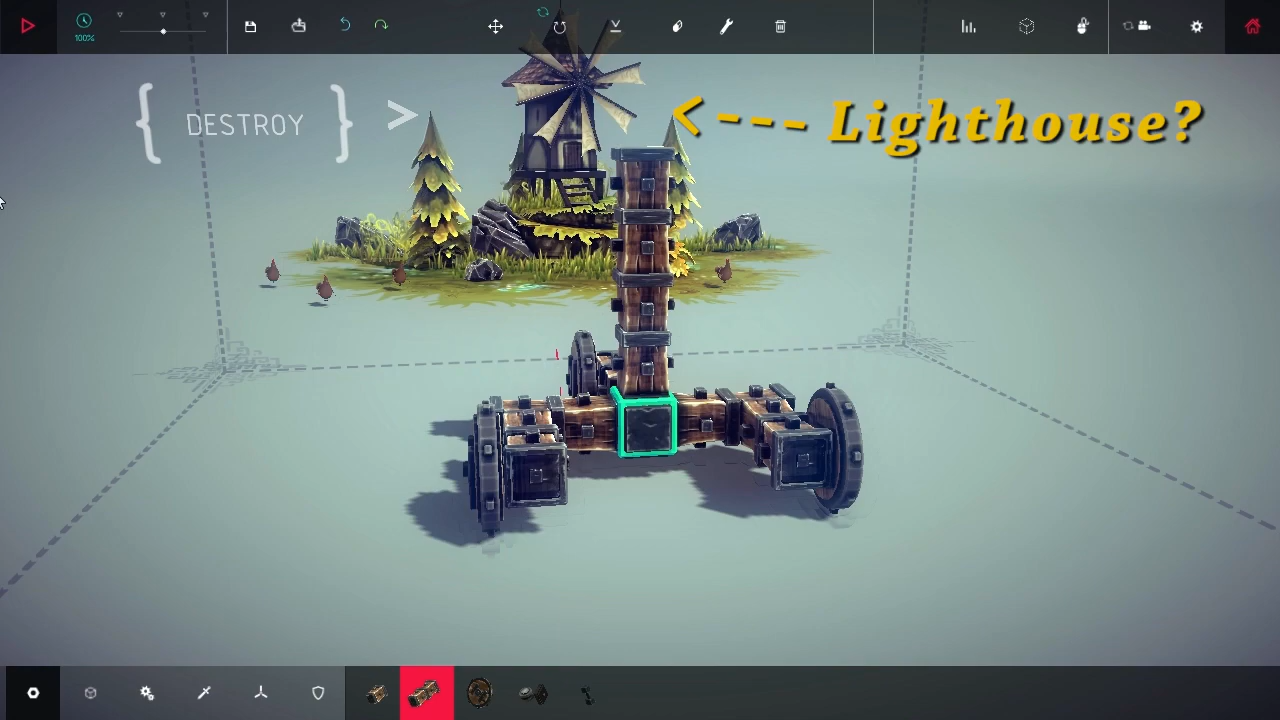 100%
{ DESTROY } >
<--- Lighthouse?